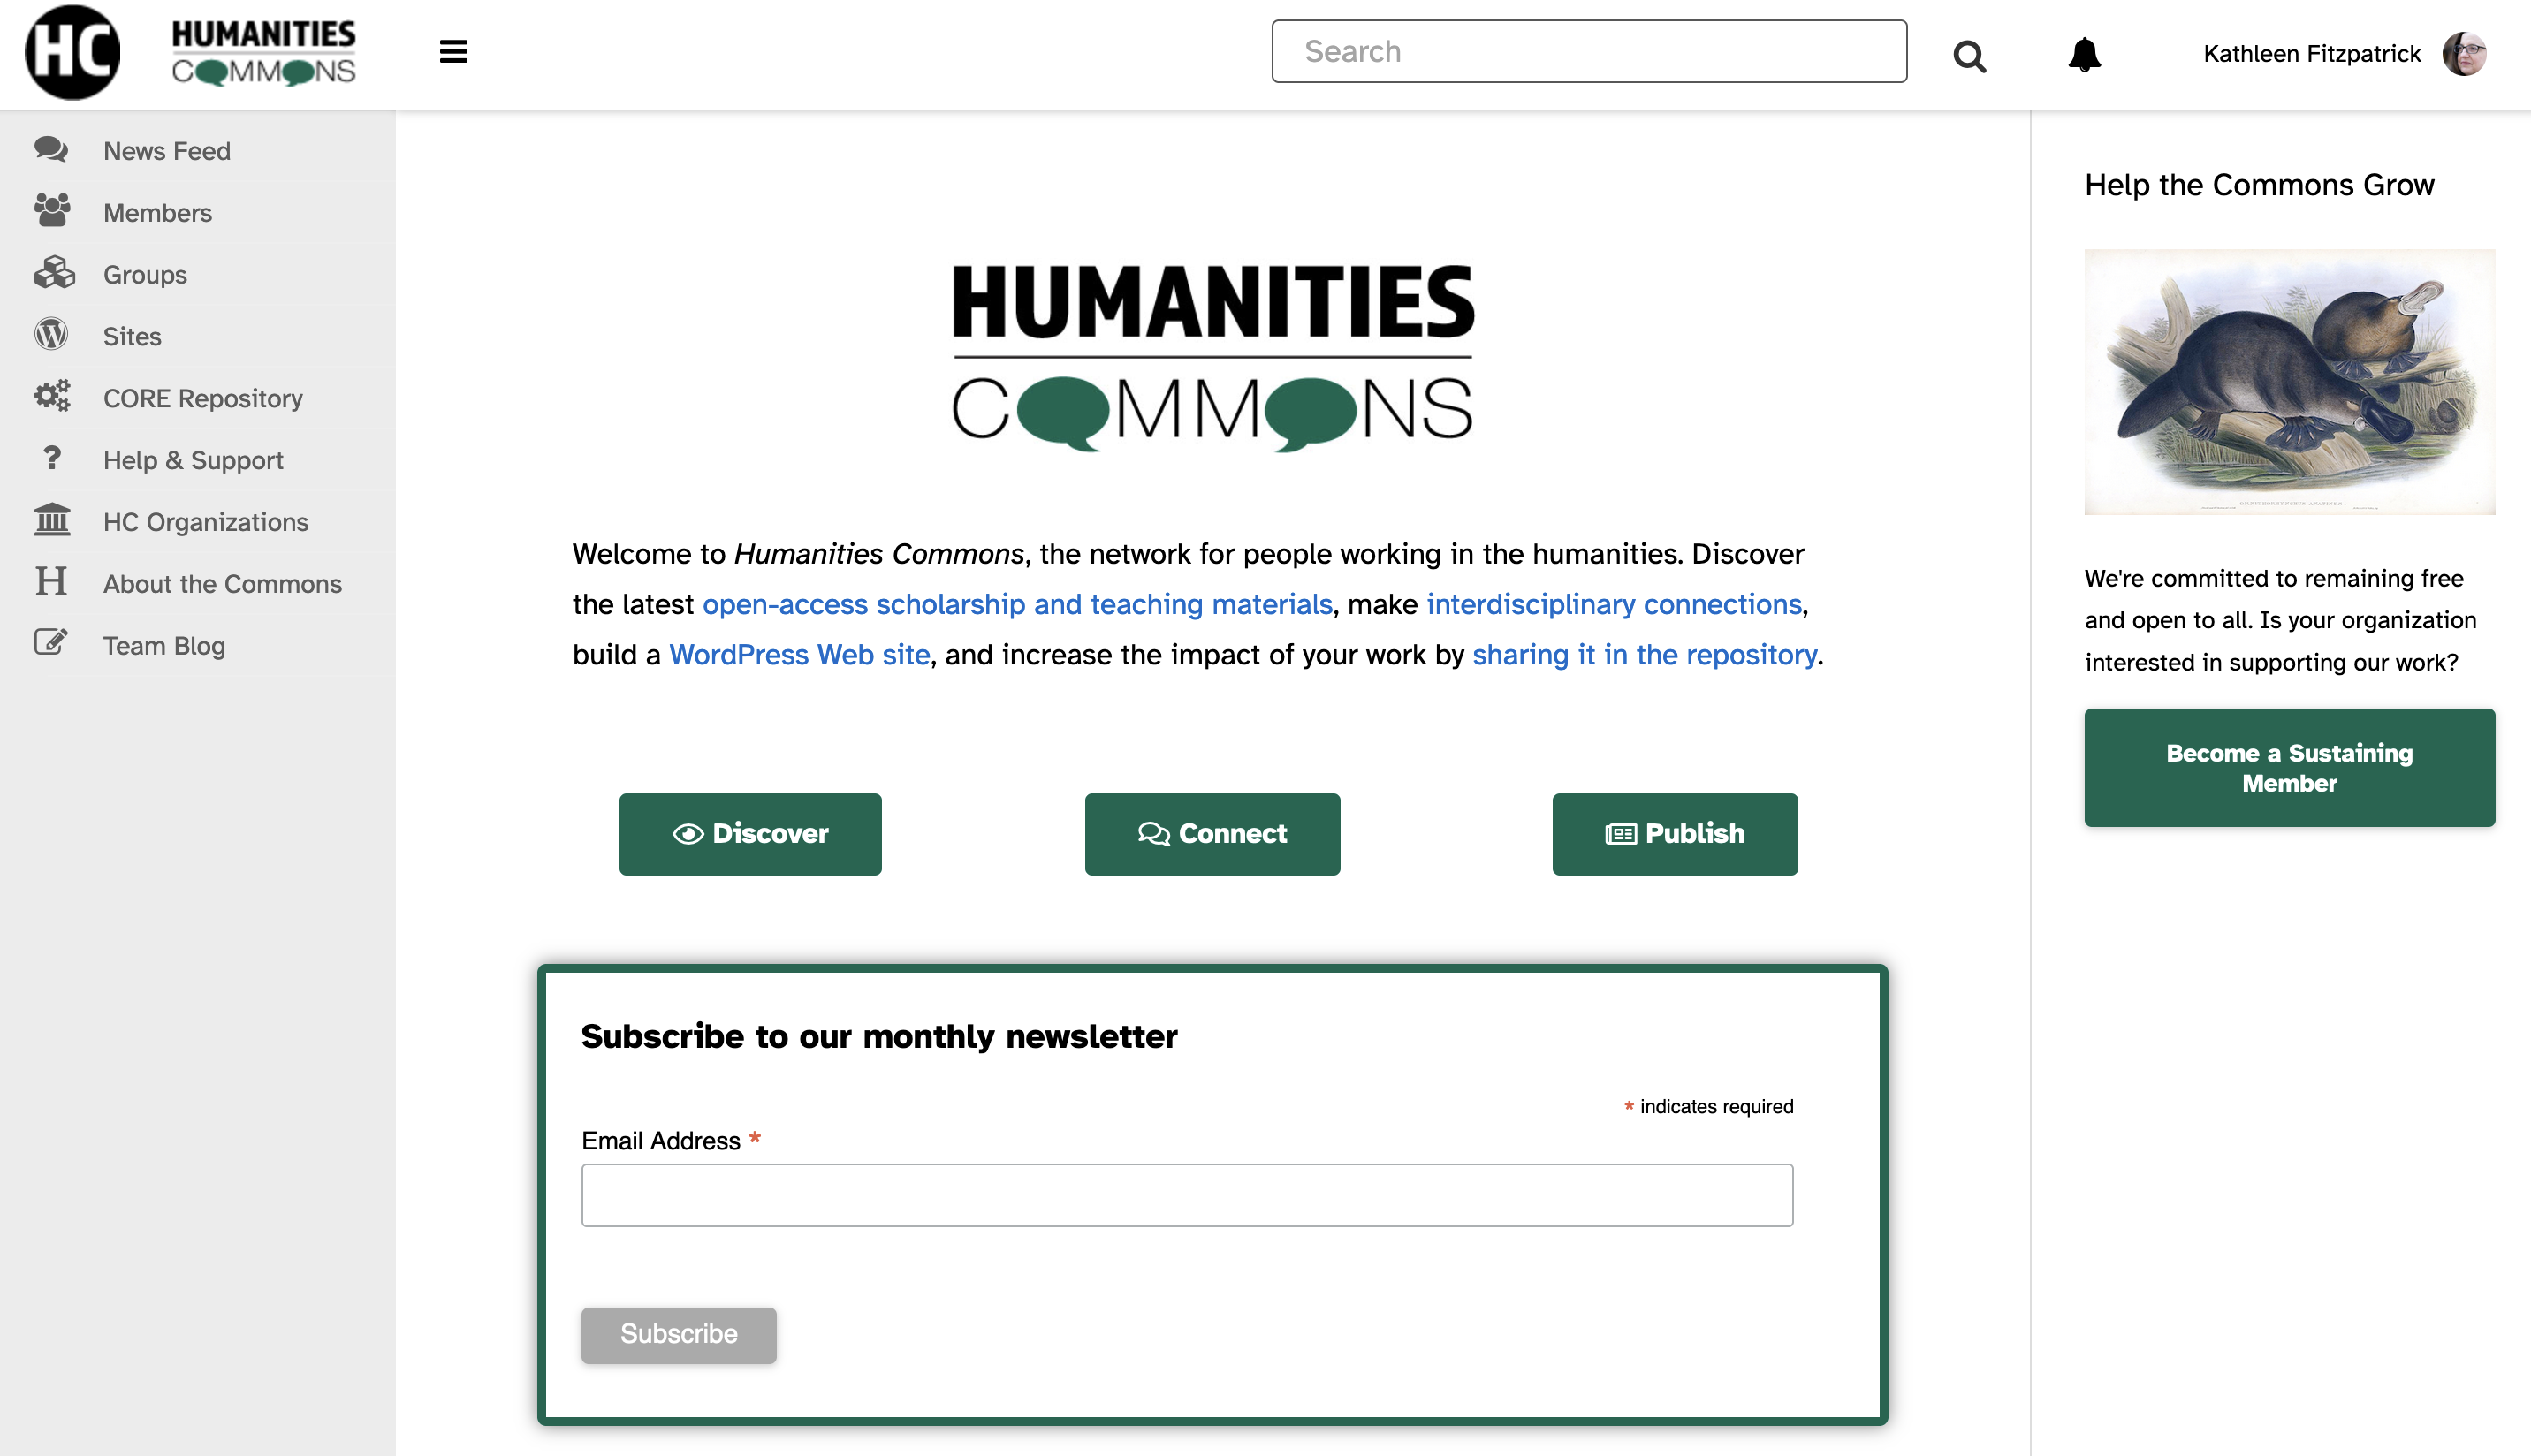 HC
HUMANITIES
COMMONS
Search
Kathleen Fitzpatrick
News Feed
Members
Groups
Sites
CORE Repository
Help & Support
HC Organizations
About the Commons
Team Blog
HUMANITIES
COMMONS
Welcome to Humanities Commons, the network for people working in the humanities. Discover
the latest open-access scholarship and teaching materials, make interdisciplinary connections,
build a WordPress Web site, and increase the impact of your work by sharing it in the repository.
Discover
Connect
Publish
Subscribe to our monthly newsletter
* indicates required
Email Address *
Subscribe
Help the Commons Grow
We're committed to remaining free
and open to all. Is your organization
interested in supporting our work?
Become a Sustaining
Member